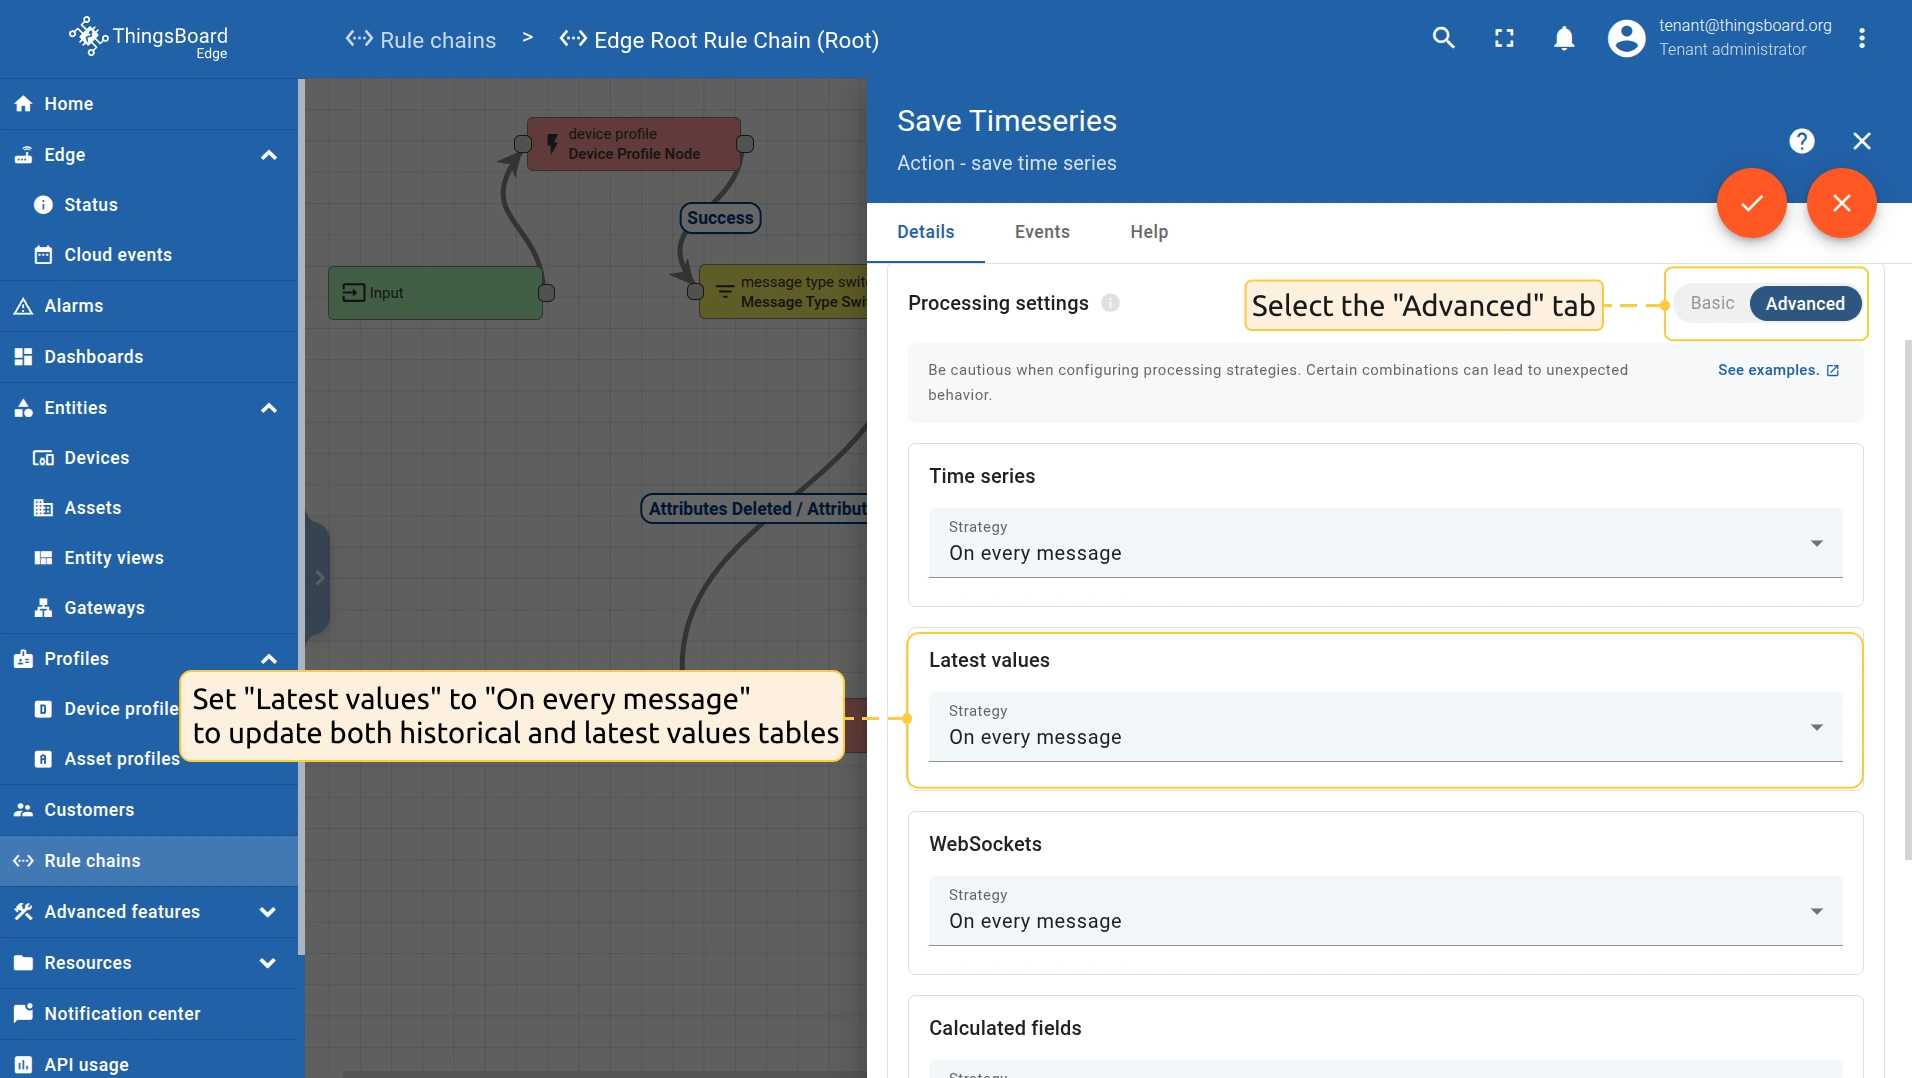 ThingsBoard
Edge
Rule chains > Edge Root Rule Chain (Root)
tenant@thingsboard.org
Tenant administrator
Home
Edge
Status
Cloud events
Alarms
Dashboards
Entities
Devices
Assets
Entity views
Gateways
Profiles
Device profile
Asset profiles
Customers
Rule chains
Advanced features
Resources
Notification center
API usage
device profile
Device Profile Node
Success
Input
message type swit
Message Type Swi
Attributes Deleted / Attribut
Set "Latest values" to "On every message"
to update both historical and latest values tables
Save Timeseries
Action - save time series
?
Details
Events
Help
Processing settings
Select the "Advanced" tab
Basic
Advanced
Be cautious when configuring processing strategies. Certain combinations can lead to unexpected
behavior.
See examples.
Time series
Strategy
On every message
Latest values
Strategy
On every message
WebSockets
Strategy
On every message
Calculated fields
Strategy